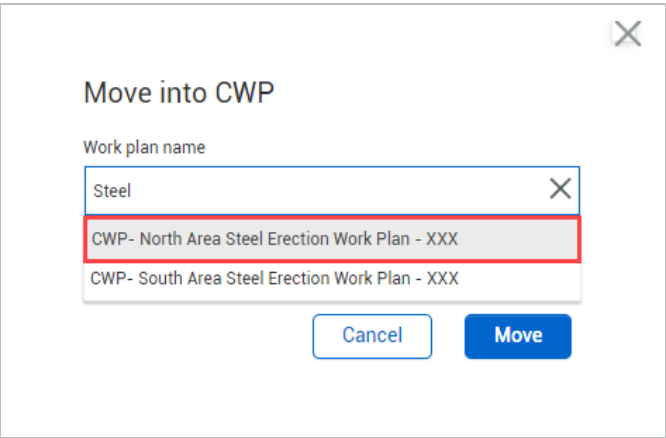 Move into CWP
Work plan name
Steel
CWP- North Area Steel Erection Work Plan - XXX
CWP- South Area Steel Erection Work Plan - XXX
Cancel Move